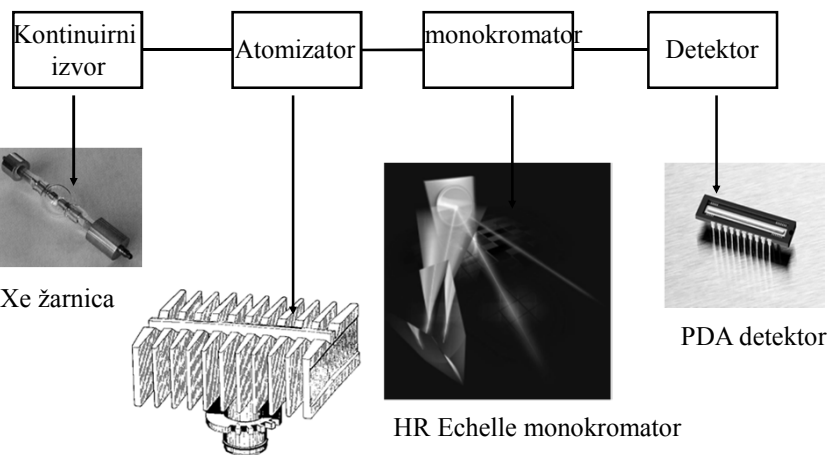 Kontinuirni
izvor
Atomizator
monokromator
Detektor
Xe žarnica
PDA detektor
HR Echelle monokromator